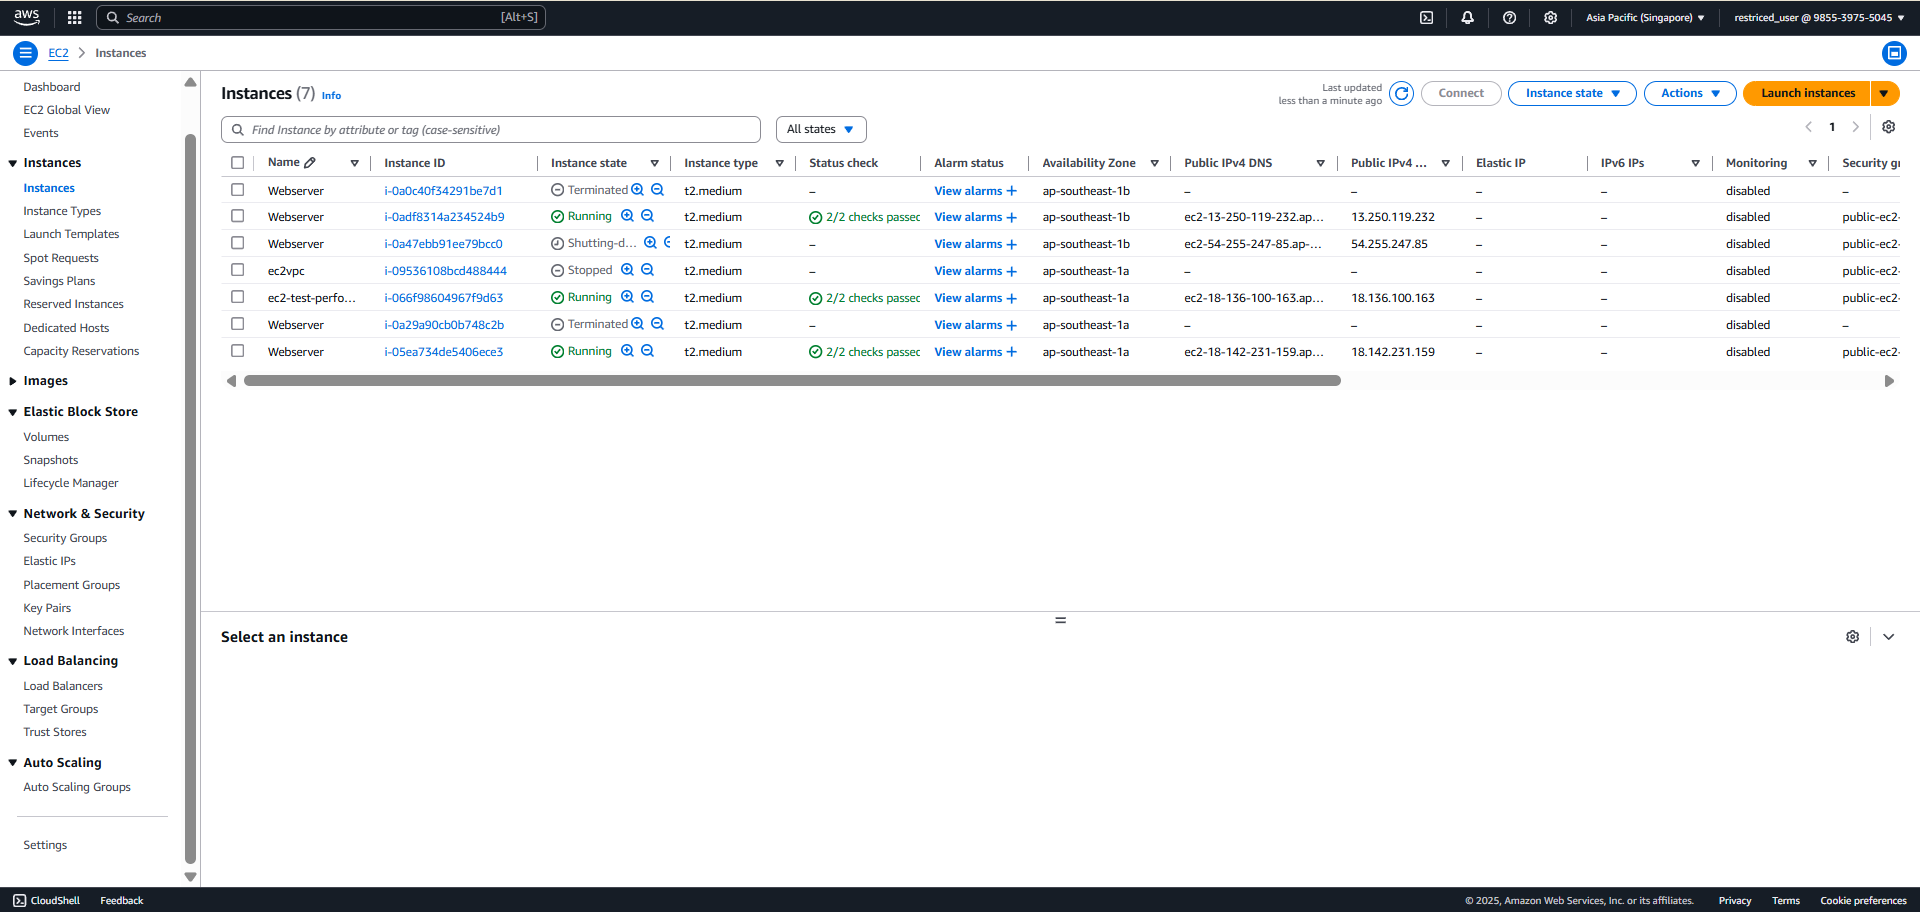 aws Search [Alt+S] Asia Pacific (Singapore) restriced_user @ 9855-3975-5045
EC2 Instances
Dashboard
EC2 Global View
Events
Instances
Instances
Instance Types
Launch Templates
Spot Requests
Savings Plans
Reserved Instances
Dedicated Hosts
Capacity Reservations
Images
Elastic Block Store
Volumes
Snapshots
Lifecycle Manager
Network & Security
Security Groups
Elastic IPs
Placement Groups
Key Pairs
Network Interfaces
Load Balancing
Load Balancers
Target Groups
Trust Stores
Auto Scaling
Auto Scaling Groups
Settings
Instances (7) Info
Last updated
less than a minute ago
Connect Instance state Actions Launch instances
Find Instance by attribute or tag (case-sensitive) All states 1
Name Instance ID Instance state Instance type Status check Alarm status Availability Zone Public IPv4 DNS Public IPv4 ... Elastic IP IPv6 IPs Monitoring Security gr
Webserver i-0a0c40f34291be7d1 Terminated t2.medium – View alarms + ap-southeast-1b – – – – disabled –
Webserver i-0adf8314a234524b9 Running t2.medium 2/2 checks passed View alarms + ap-southeast-1b ec2-13-250-119-232.ap... 13.250.119.232 – – disabled public-ec2-
Webserver i-0a47ebb91ee79bcc0 Shutting-d... t2.medium – View alarms + ap-southeast-1b ec2-54-255-247-85.ap-... 54.255.247.85 – – disabled public-ec2-
ec2vpc i-09536108bcd488444 Stopped t2.medium – View alarms + ap-southeast-1a – – – – disabled public-ec2-
ec2-test-perfo... i-066f98604967f9d63 Running t2.medium 2/2 checks passed View alarms + ap-southeast-1a ec2-18-136-100-163.ap... 18.136.100.163 – – disabled public-ec2-
Webserver i-0a29a90cb0b748c2b Terminated t2.medium – View alarms + ap-southeast-1a – – – – disabled –
Webserver i-05ea734de5406ece3 Running t2.medium 2/2 checks passed View alarms + ap-southeast-1a ec2-18-142-231-159.ap... 18.142.231.159 – – disabled public-ec2-
Select an instance
CloudShell Feedback © 2025, Amazon Web Services, Inc. or its affiliates. Privacy Terms Cookie preferences